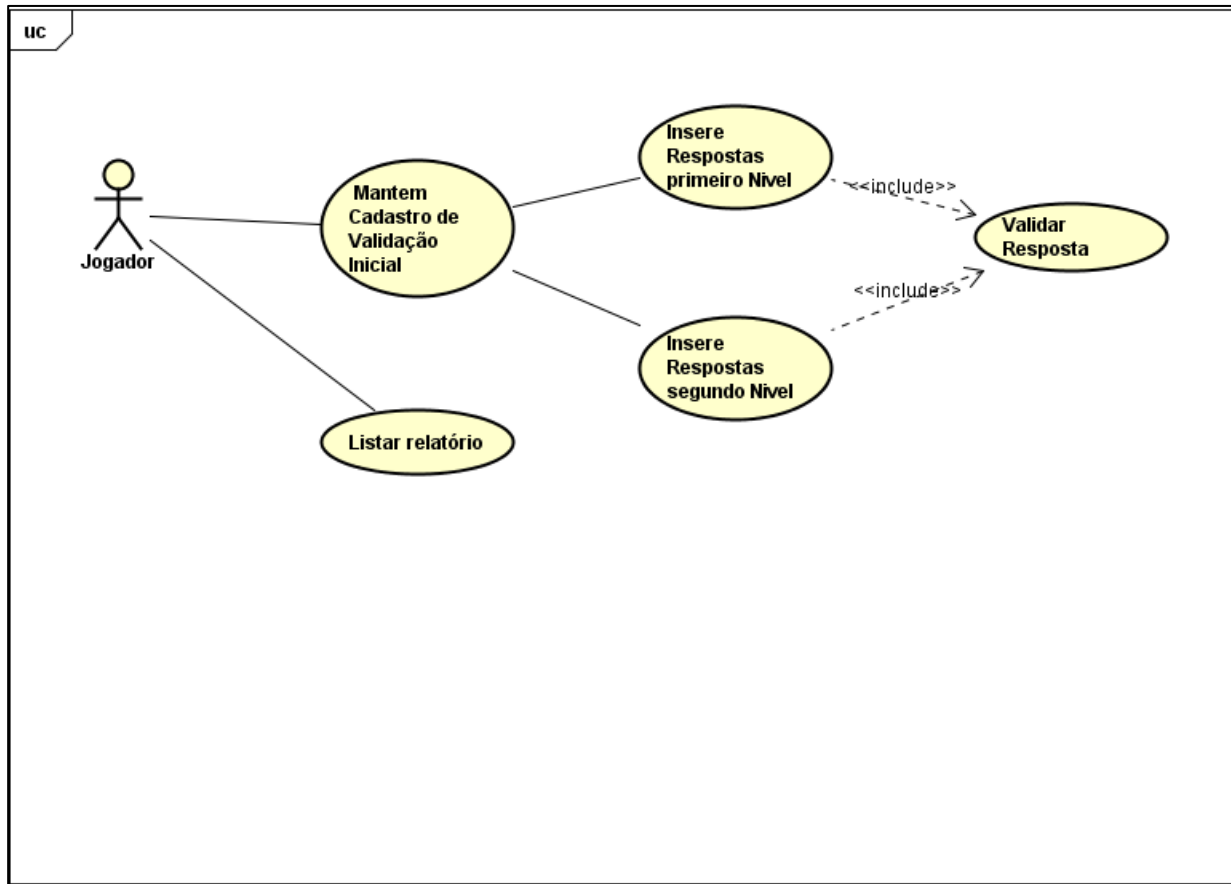 uc
Insere
Respostas
primeiro Nivel
<<include>>
Mantem
Cadastro de
Validação
Inicial
Validar
Resposta
Jogador
<<include>>
Insere
Respostas
segundo Nivel
Listar relatório